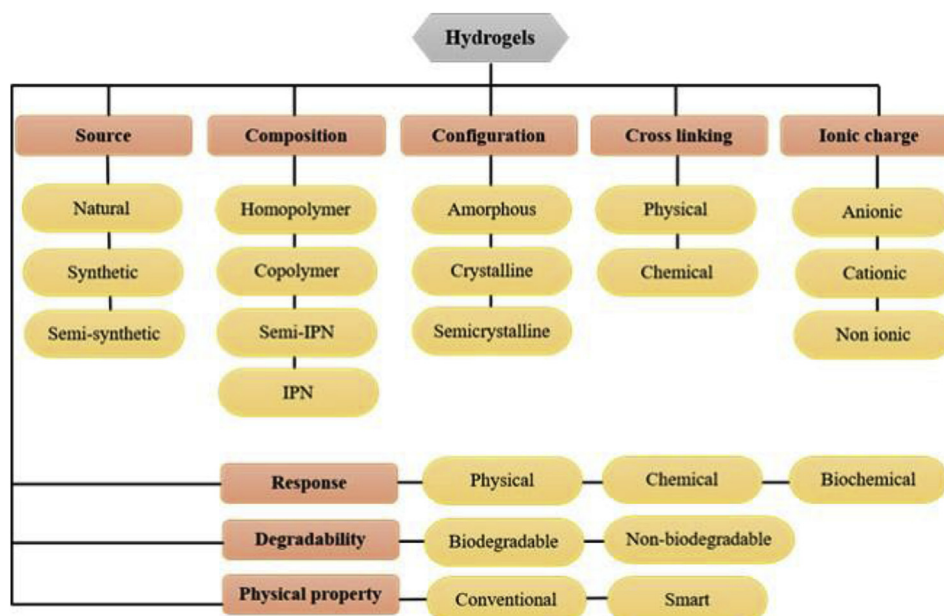 Hydrogels
Source
Composition
Configuration
Cross linking
Ionic charge
Natural
Homopolymer
Amorphous
Physical
Anionic
Synthetic
Copolymer
Crystalline
Chemical
Cationic
Semi-synthetic
Semi-IPN
Semicrystalline
Non ionic
IPN
Response
Physical
Chemical
Biochemical
Degradability
Biodegradable
Non-biodegradable
Physical property
Conventional
Smart